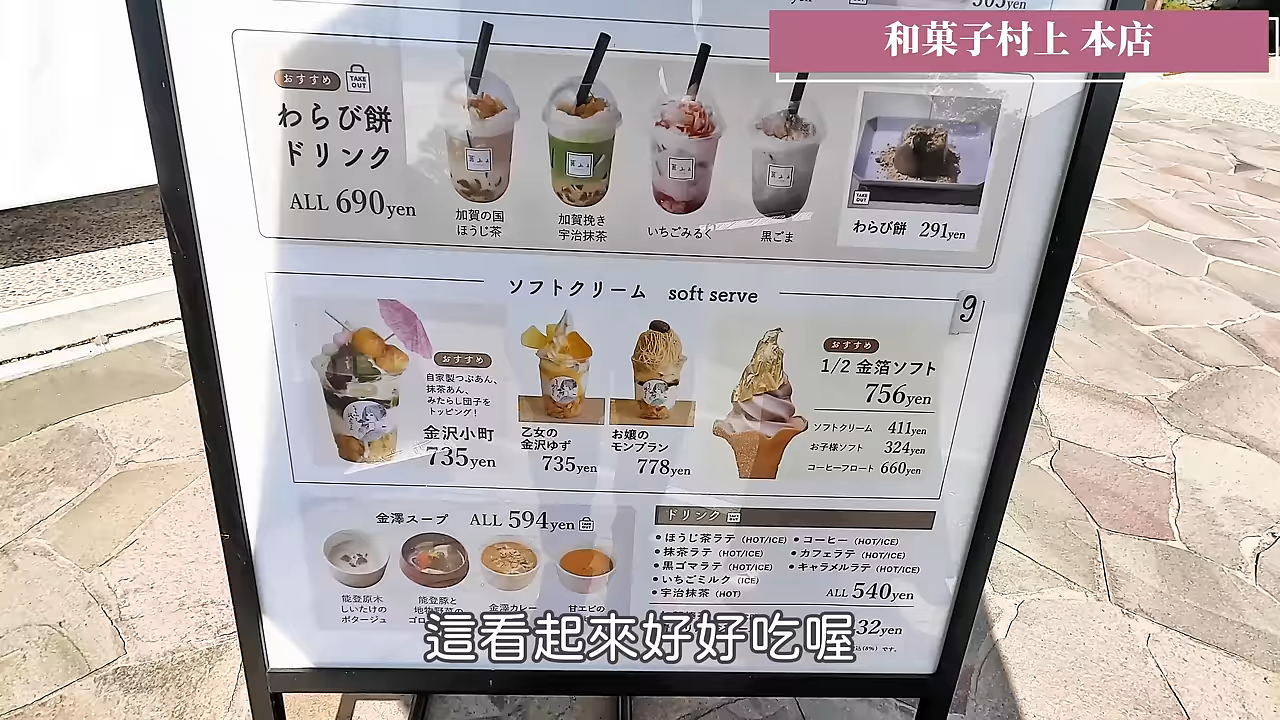 和菓子村上 本店
おすすめ
TAKE OUT
わらび餅
ドリンク
ALL 690yen
加賀の国
ほうじ茶
加賀挽き
宇治抹茶
いちごみるく
黒ごま
TAKE OUT
わらび餅 291yen
ソフトクリーム soft serve
9
おすすめ
自家製つぶあん、
抹茶あん、
みたらし団子を
トッピング!
金沢小町
735yen
乙女の
金沢ゆず
735yen
お嬢の
モンブラン
778yen
おすすめ
1/2 金箔ソフト
756yen
ソフトクリーム 411yen
お子様ソフト 324yen
コーヒーフロート 660yen
金澤スープ ALL 594yen
能登原木
しいたけの
ポタージュ
能登豚と
地物野菜の
金澤カレー
甘エビの
ドリンク
• ほうじ茶ラテ (HOT/ICE) • コーヒー (HOT/ICE)
• 抹茶ラテ (HOT/ICE) • カフェラテ (HOT/ICE)
• 黒ゴマラテ (HOT/ICE) • キャラメルラテ (HOT/ICE)
• いちごミルク (ICE)
• 宇治抹茶 (HOT) ALL 540yen
32yen
這看起來好好吃喔